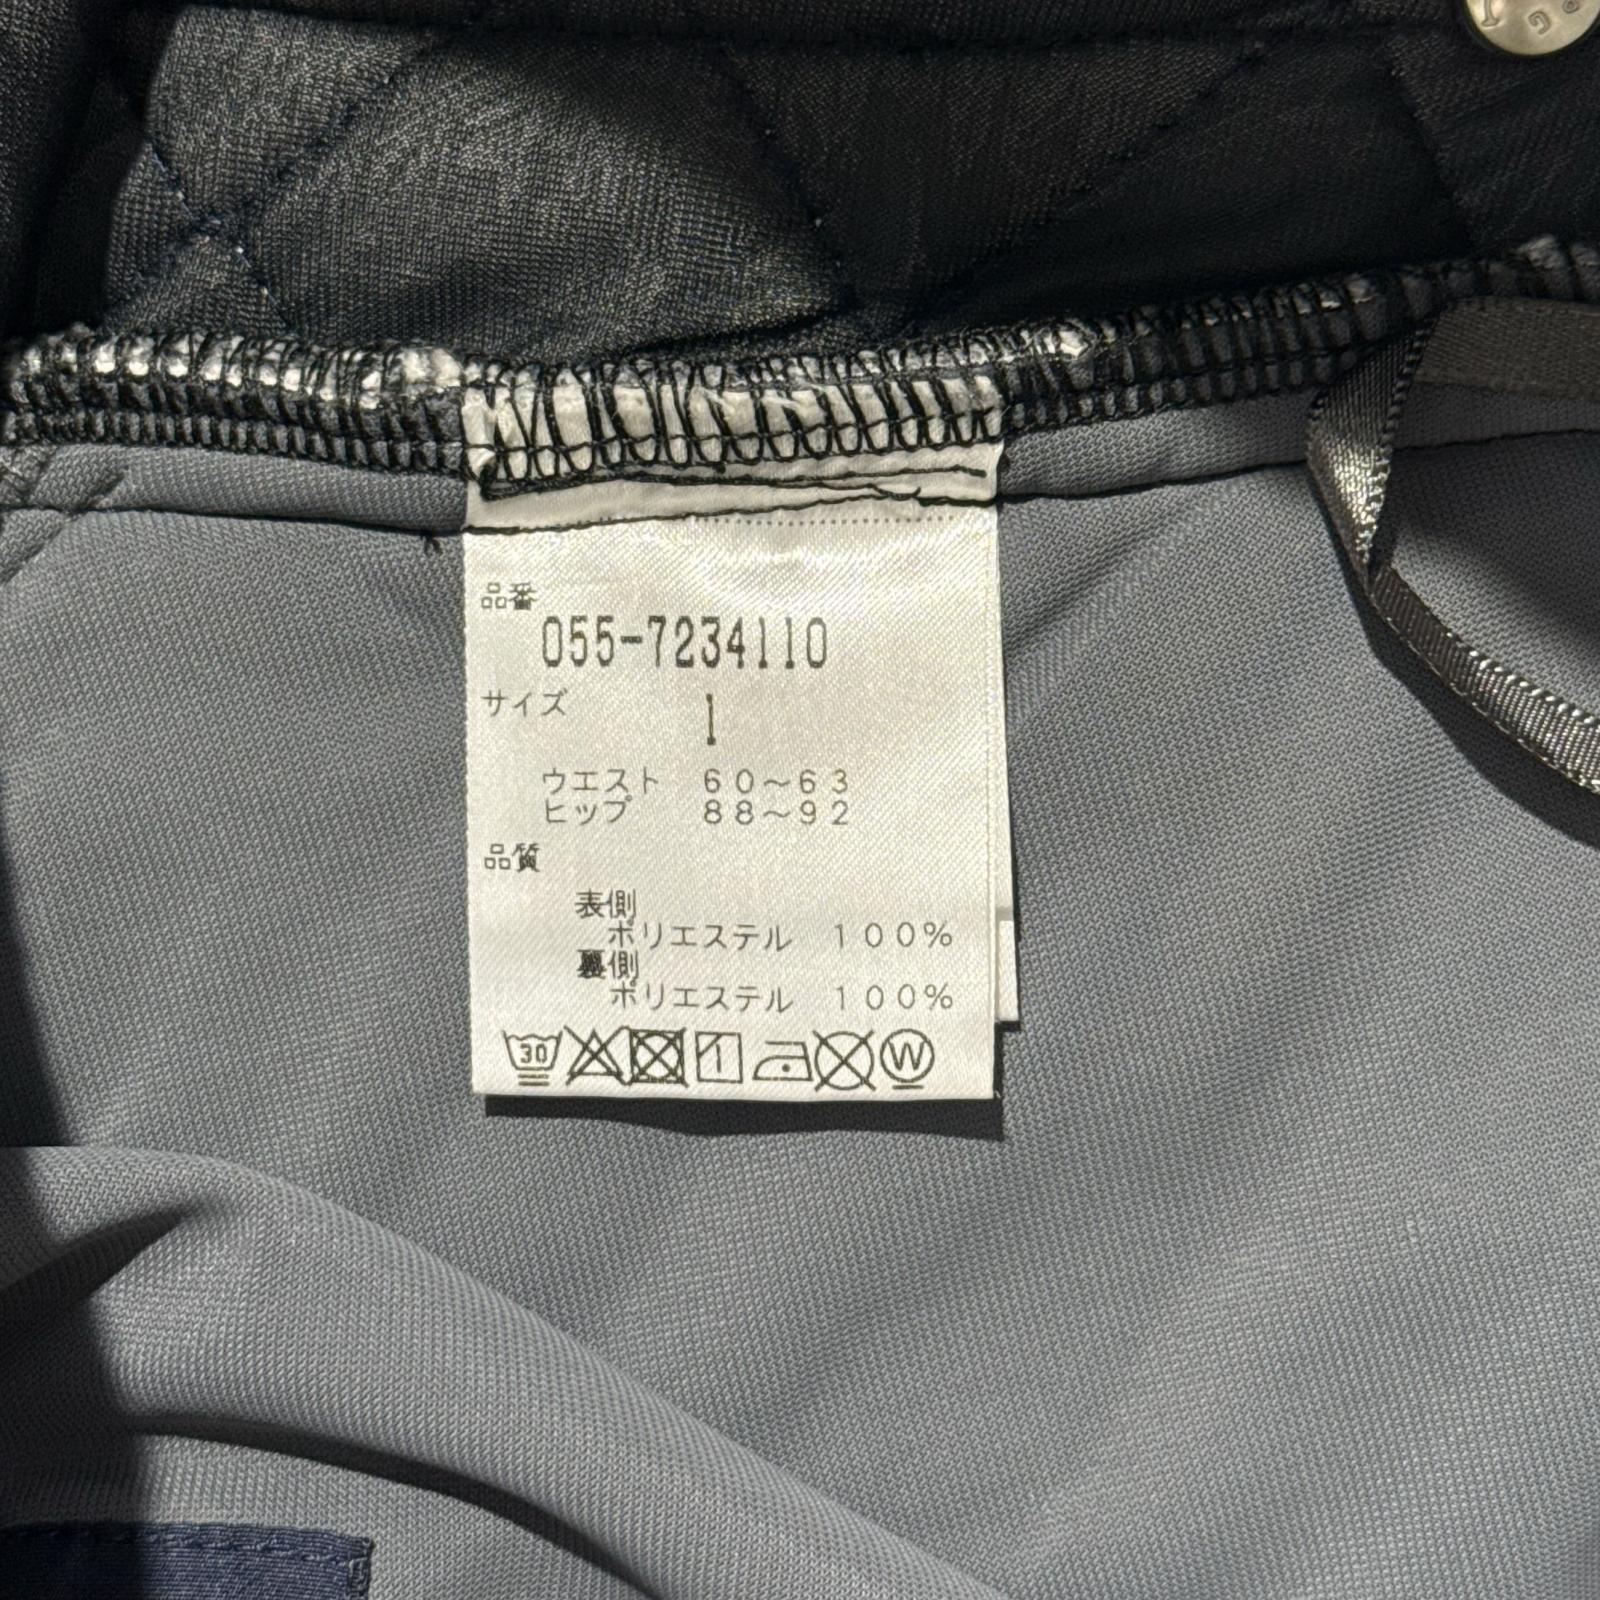 品番
055-7234110
サイズ 1
ウエスト 60～63
ヒップ 88～92
品質
表側
ポリエステル 100%
裏側
ポリエステル 100%
30
W